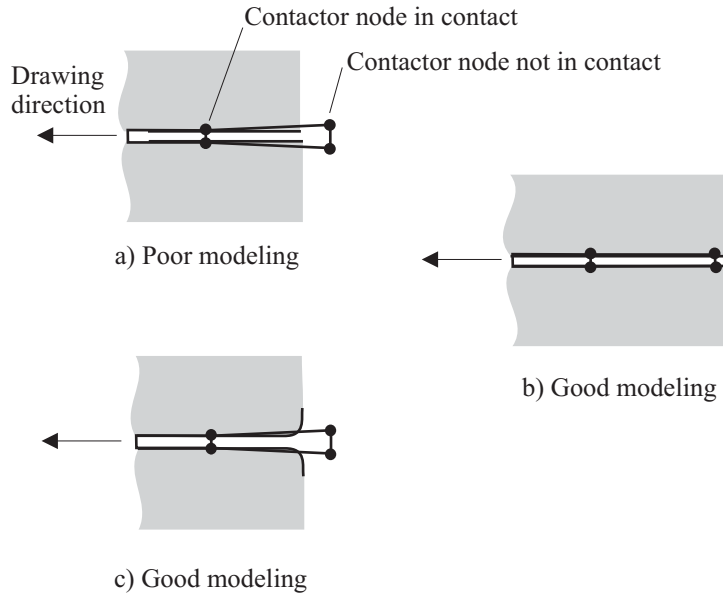 Contactor node in contact
Contactor node not in contact
Drawing
direction
a) Poor modeling
b) Good modeling
c) Good modeling